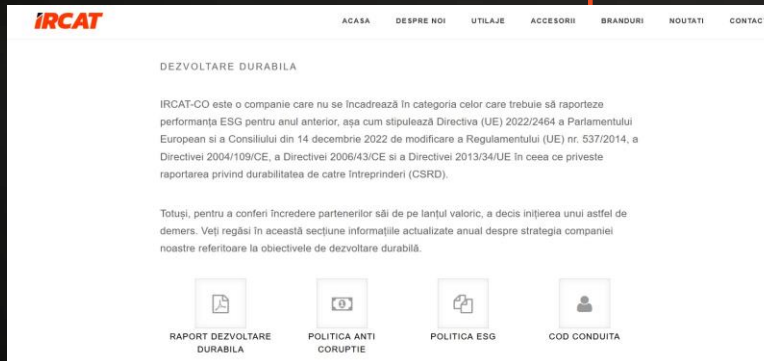 IRCAT
ACASA DESPRE NOI UTILAJE ACCESORII BRANDURI NOUTATI CONTACT
DEZVOLTARE DURABILA
IRCAT-CO este o companie care nu se încadrează în categoria celor care trebuie să raporteze
performanța ESG pentru anul anterior, așa cum stipulează Directiva (UE) 2022/2464 a Parlamentului
European si a Consiliului din 14 decembrie 2022 de modificare a Regulamentului (UE) nr. 537/2014, a
Directivei 2004/109/CE, a Directivei 2006/43/CE si a Directivei 2013/34/UE în ceea ce priveste
raportarea privind durabilitatea de catre întreprinderi (CSRD).
Totuși, pentru a conferi încredere partenerilor săi de pe lanțul valoric, a decis inițierea unui astfel de
demers. Veți regăsi în această secțiune informațiile actualizate anual despre strategia companiei
noastre referitoare la obiectivele de dezvoltare durabilă.
RAPORT DEZVOLTARE DURABILA
POLITICA ANTI CORUPTIE
POLITICA ESG
COD CONDUITA